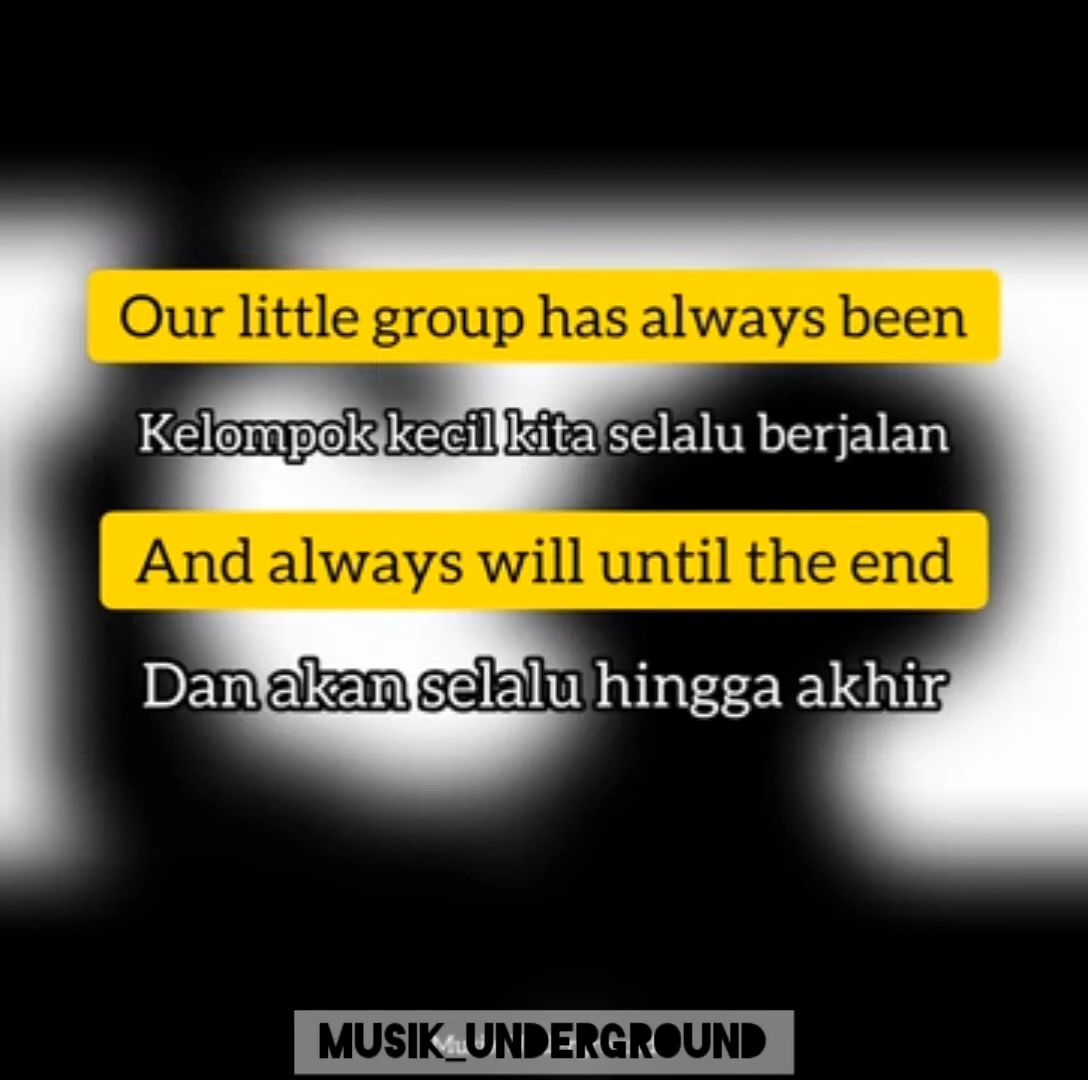 Our little group has always been
Kelompok kecil kita selalu berjalan
And always will until the end
Dan akan selalu hingga akhir
MUSIK_UNDERGROUND